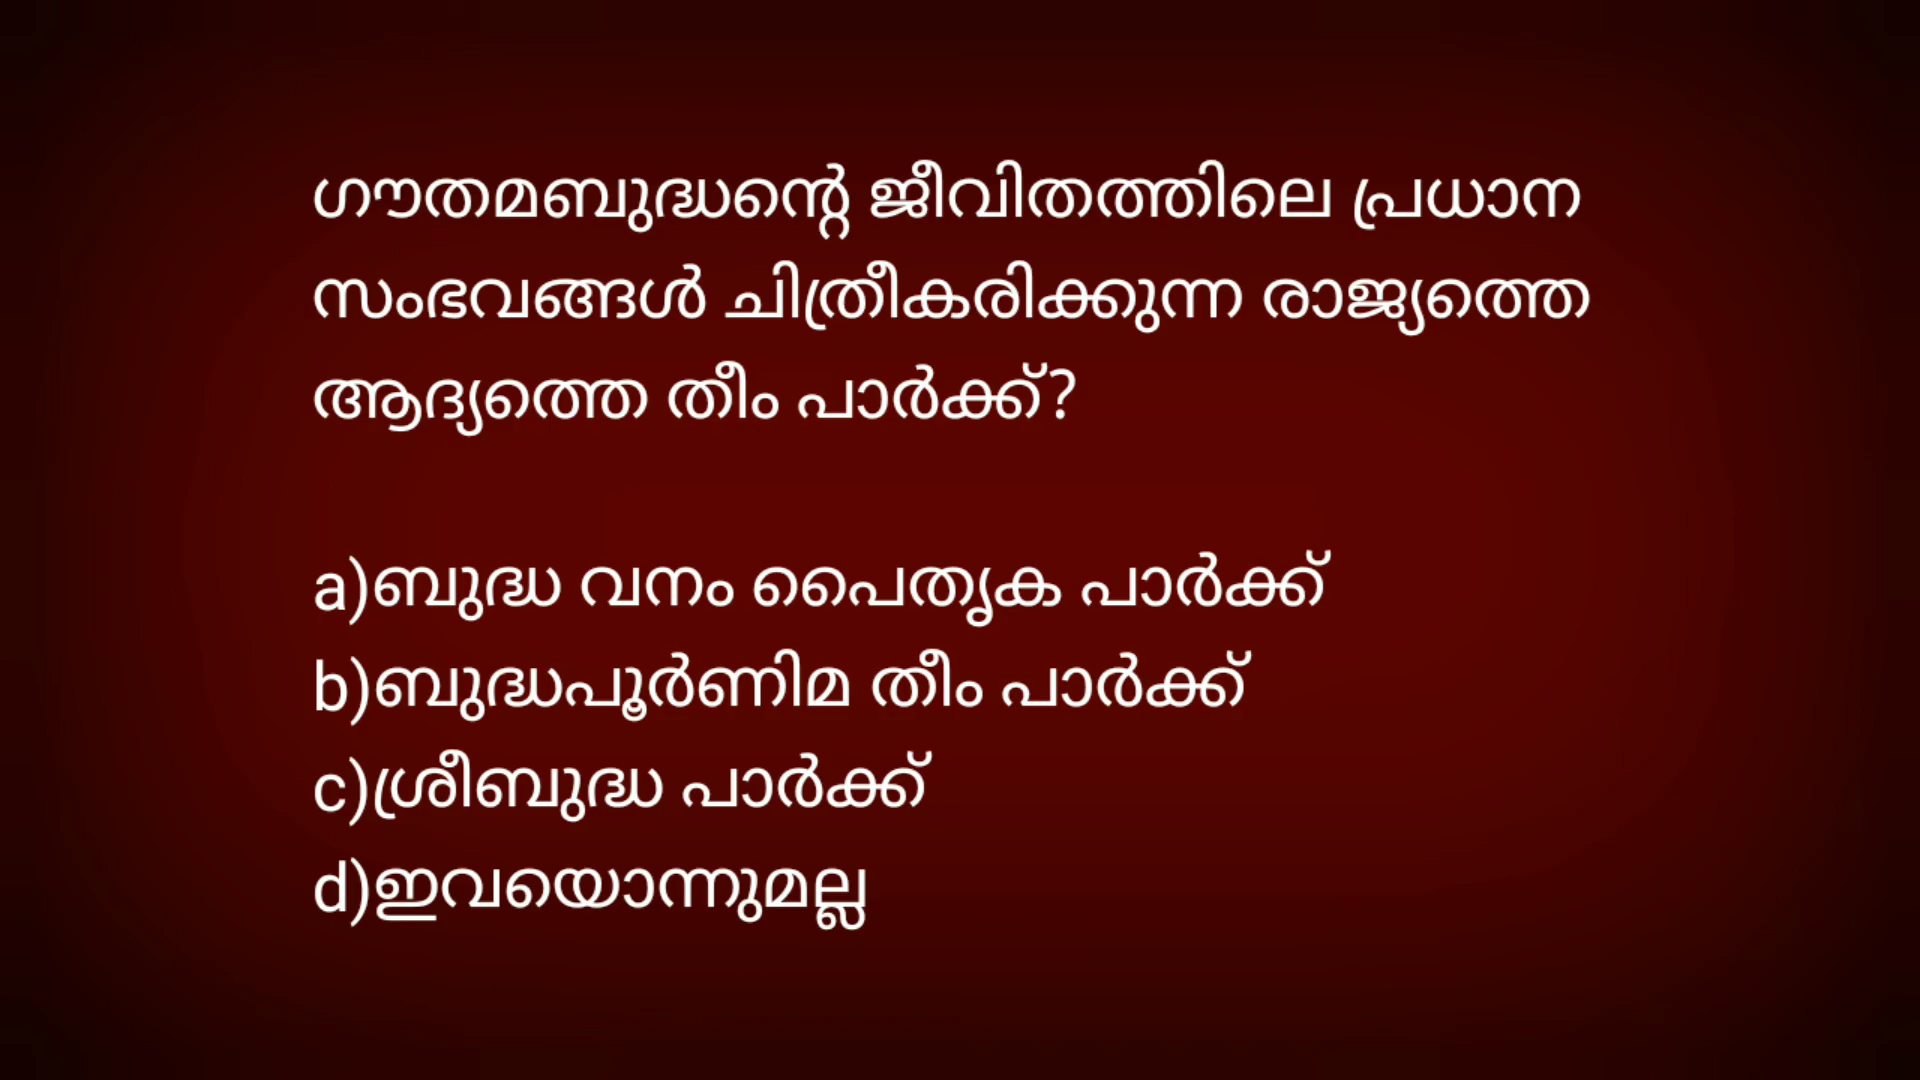 ഗൗതമബുദ്ധന്റെ ജീവിതത്തിലെ പ്രധാന
സംഭവങ്ങൾ ചിത്രീകരിക്കുന്ന രാജ്യത്തെ
ആദ്യത്തെ തീം പാർക്ക്?
a)ബുദ്ധ വനം പൈതൃക പാർക്ക്
b)ബുദ്ധപൂർണിമ തീം പാർക്ക്
c)ശ്രീബുദ്ധ പാർക്ക്
d)ഇവയൊന്നുമല്ല